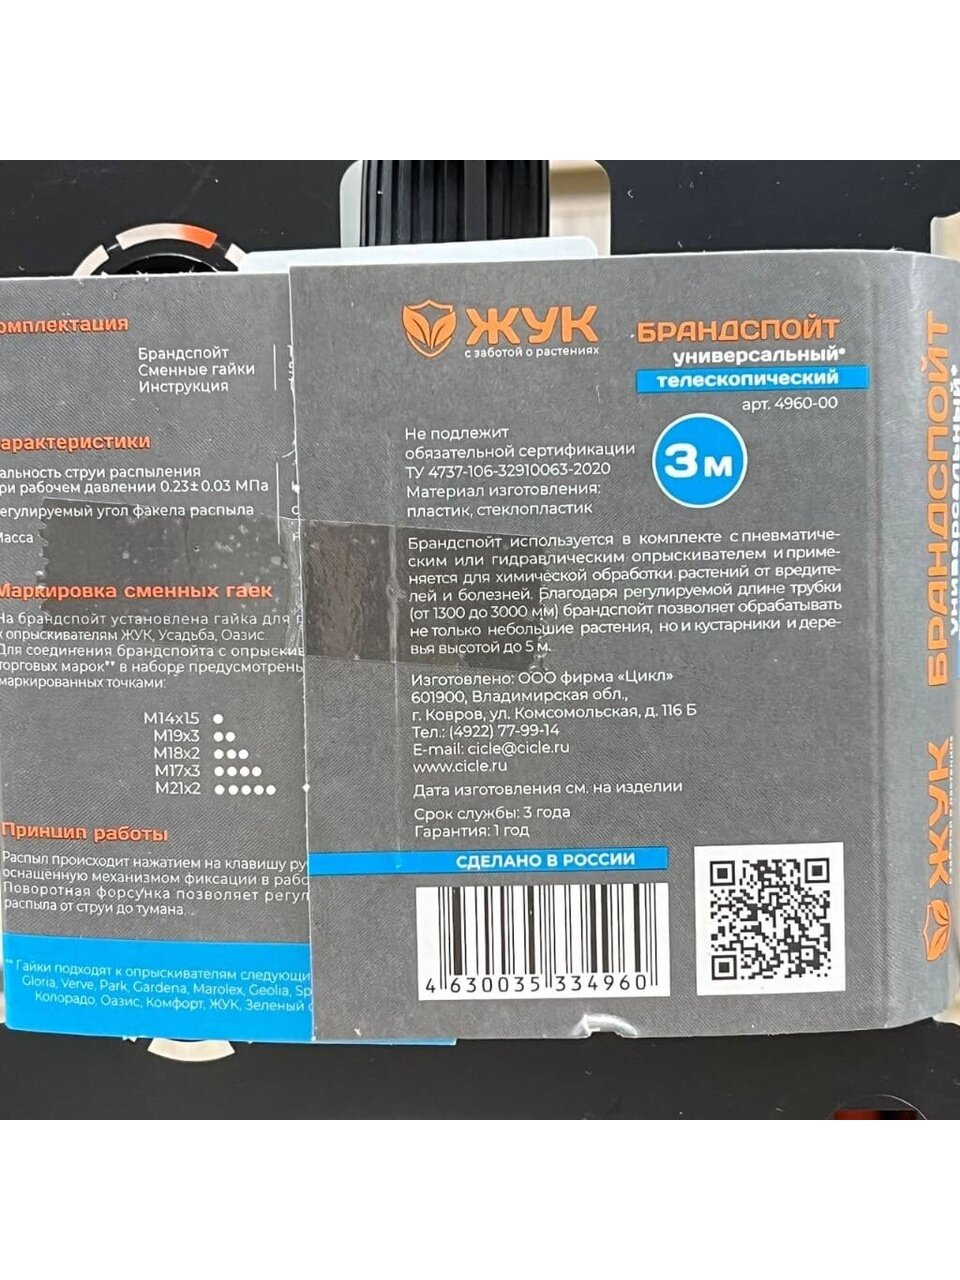 омплектация
Брандспойт
Сменные гайки
Инструкция
арактеристики
альность струи распыления
ри рабочем давлении 0.23±0.03 МПа
егулируемый угол факела распыла
Масса
Маркировка сменных гаек
На брандспойт установлена гайка для
к опрыскивателям ЖУК, Усадьба, Оазис.
Для соединения брандспойта с опрыскив
торговых марок** в наборе предусмотрены
маркированных точками:
М14х1.5
М19х3
М18х2
М17х3
М21х2
Принцип работы
Распыл происходит нажатием на клавишу ру
оснащённую механизмом фиксации в рабо
Поворотная форсунка позволяет регул
распыла от струи до тумана.
** Гайки подходят к опрыскивателям следующи
Gloria, Verve, Park, Gardena, Marolex, Geolia, Sp
Колорадо, Оазис, Комфорт, ЖУК, Зеленый
ЖУК
с заботой о растениях
БРАНДСПОЙТ
универсальный*
телескопический
арт. 4960-00
3м
Не подлежит
обязательной сертификации
ТУ 4737-106-32910063-2020
Материал изготовления:
пластик, стеклопластик
Брандспойт используется в комплекте с пневматиче-
ским или гидравлическим опрыскивателем и приме-
няется для химической обработки растений от вредите-
лей и болезней. Благодаря регулируемой длине трубки
(от 1300 до 3000 мм) брандспойт позволяет обрабатывать
не только небольшие растения, но и кустарники и дере-
вья высотой до 5 м.
Изготовлено: ООО фирма «Цикл»
601900, Владимирская обл.,
г. Ковров, ул. Комсомольская, д. 116 Б
Тел.: (4922) 77-99-14
E-mail: cicle@cicle.ru
www.cicle.ru
Дата изготовления см. на изделии
Срок службы: 3 года
Гарантия: 1 год
СДЕЛАНО В РОССИИ
4 630035 334960
БРАНДСПОЙТ
универсальный*
ЖУК